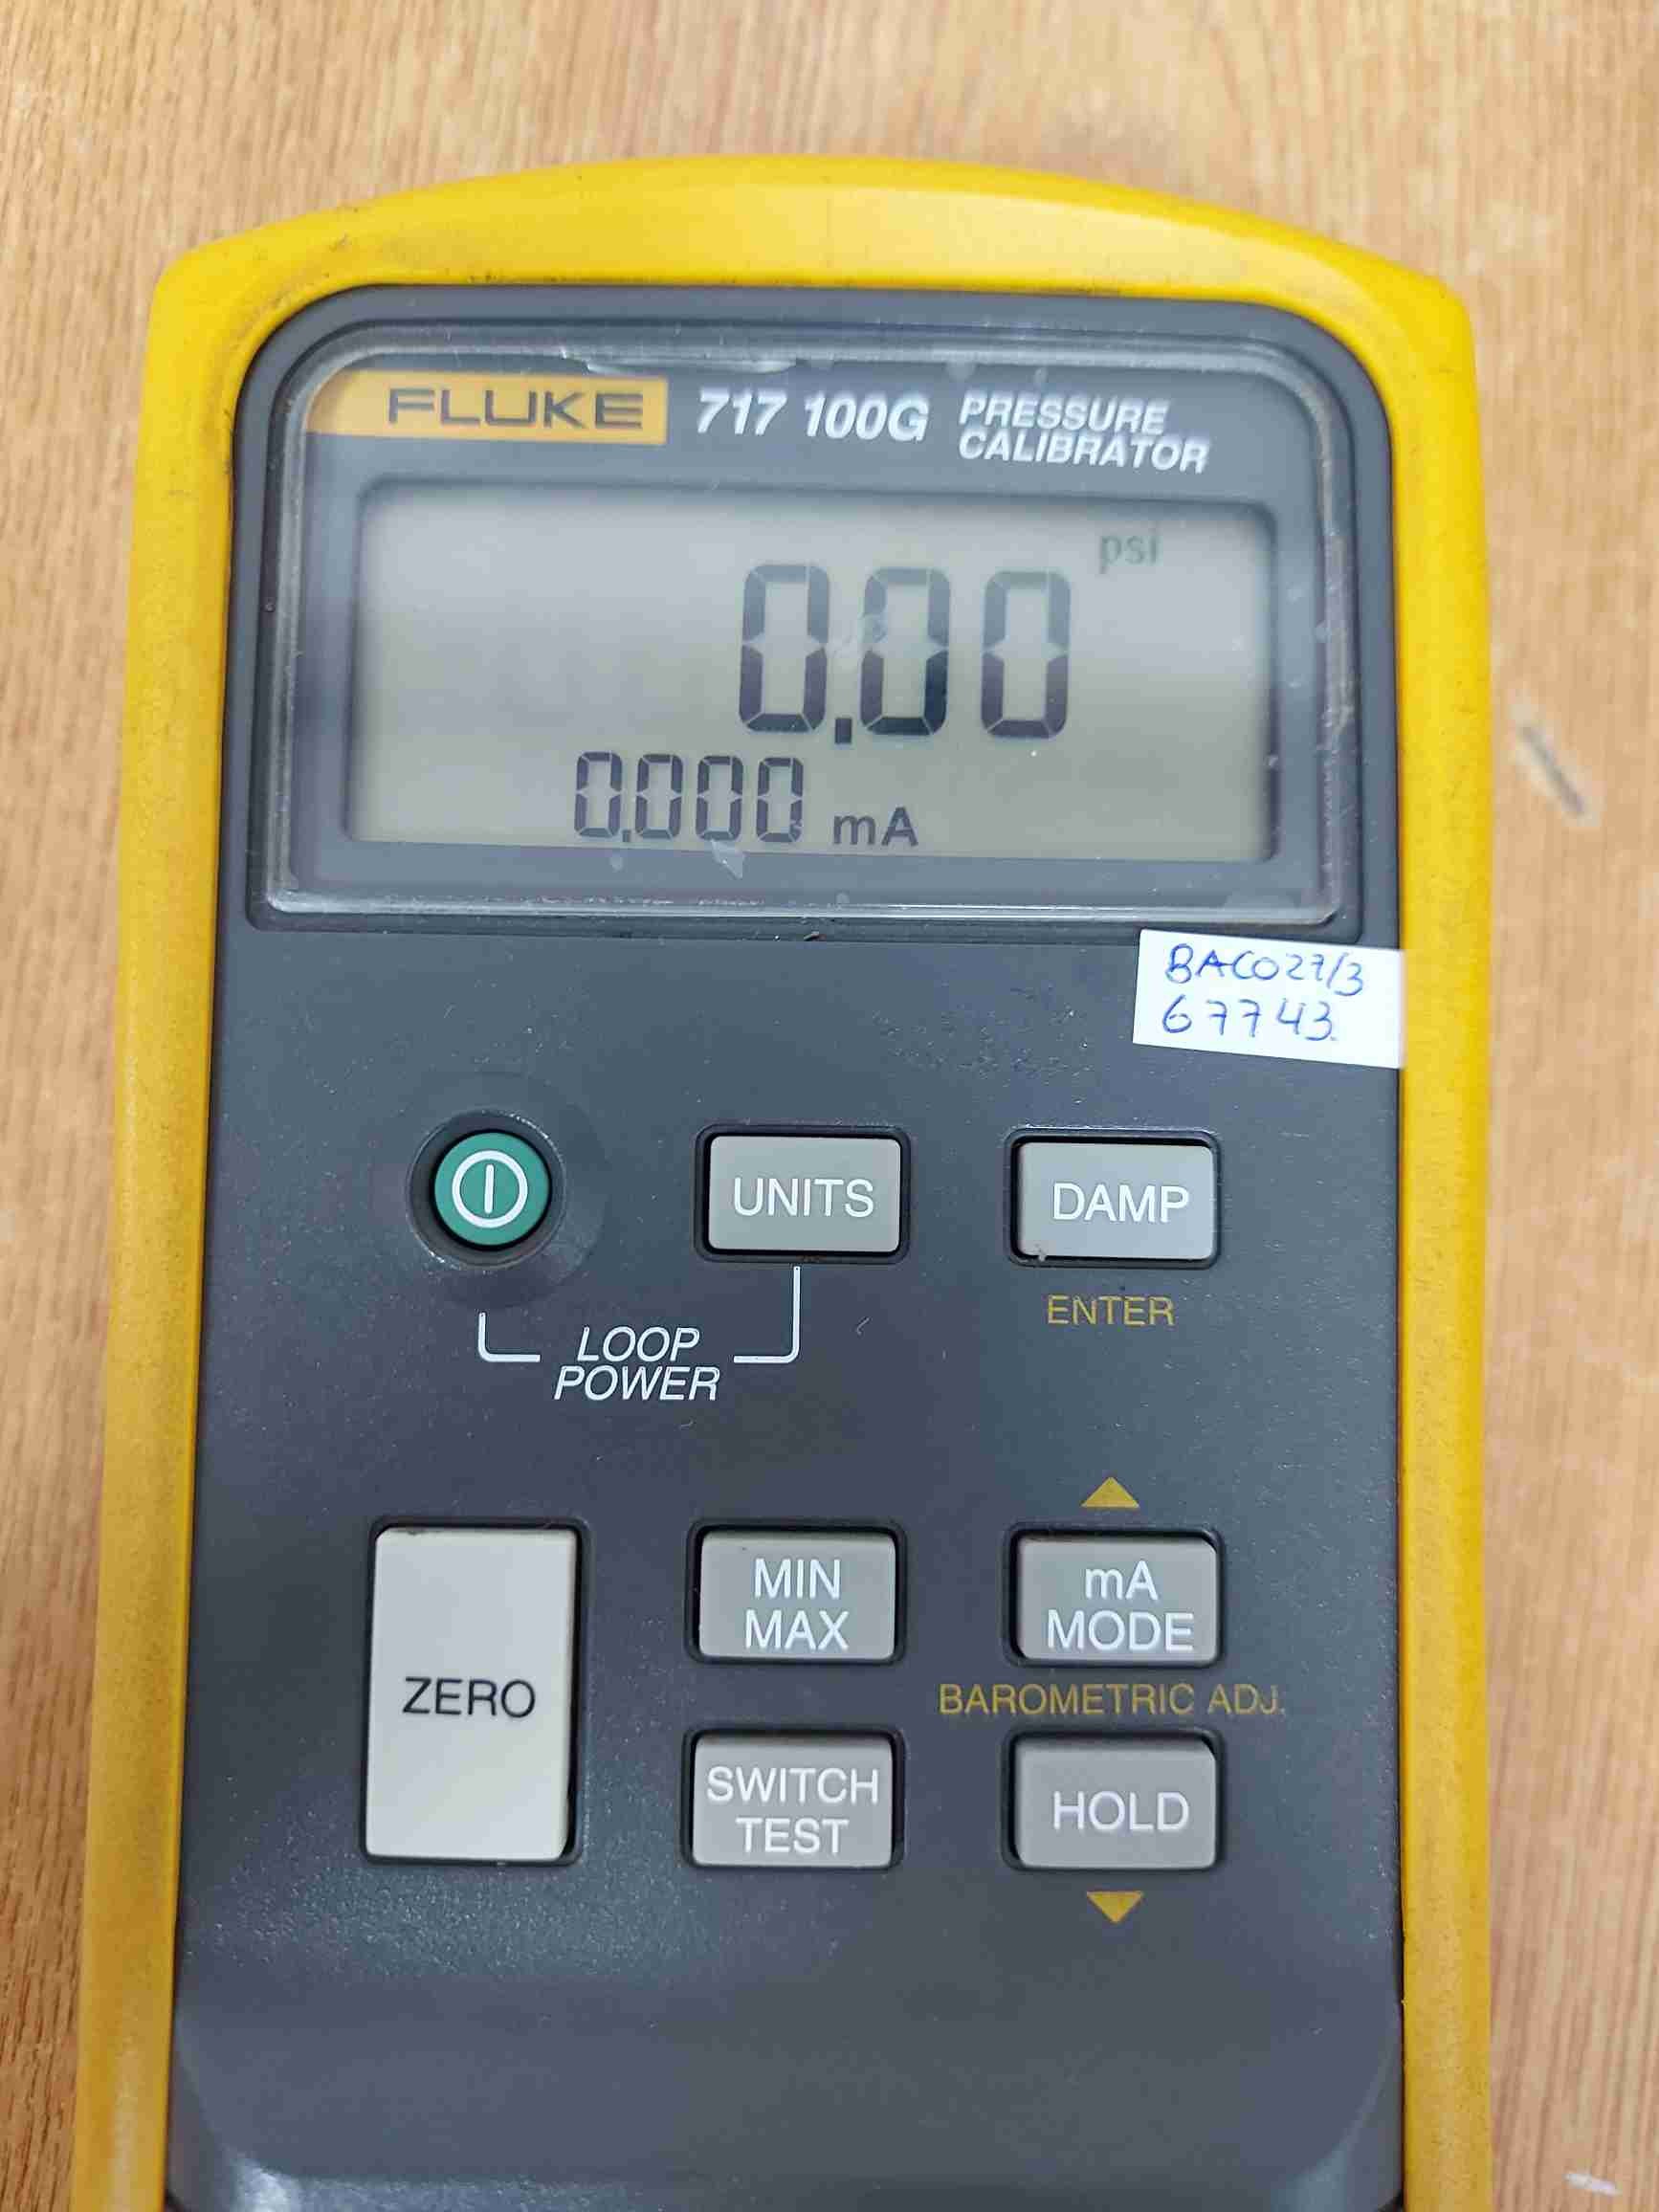 FLUKE 717 100G PRESSURE CALIBRATOR
psi
0.00
0.000 mA
BAC027/3
67743.
UNITS DAMP
ENTER
LOOP POWER
MIN MAX
mA MODE
ZERO
BAROMETRIC ADJ.
SWITCH TEST
HOLD